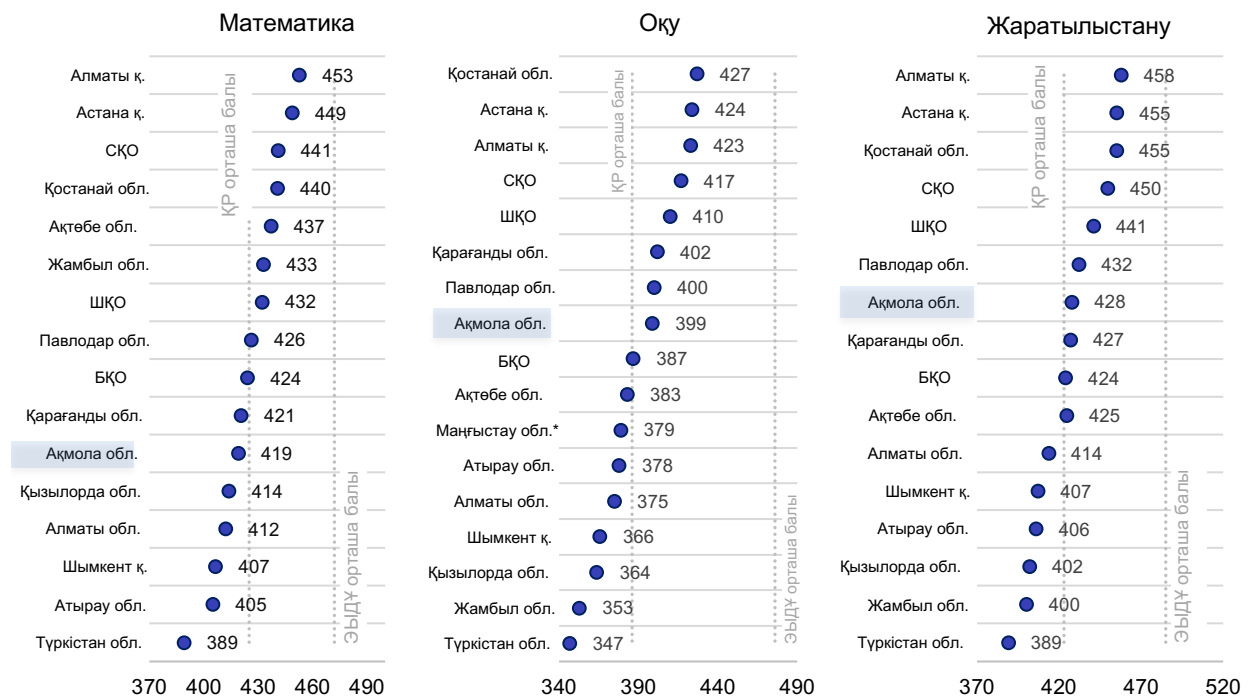 Математика
Алматы қ. 453
Астана қ. 449
СҚО 441
Қостанай обл. 440
Ақтөбе обл. 437
Жамбыл обл. 433
ШҚО 432
Павлодар обл. 426
БҚО 424
Қарағанды обл. 421
Ақмола обл. 419
Қызылорда обл. 414
Алматы обл. 412
Шымкент қ. 407
Атырау обл. 405
Түркістан обл. 389
ҚР орташа балы
ЭЫДҰ орташа балы
370 400 430 460 490
Оқу
Қостанай обл. 427
Астана қ. 424
Алматы қ. 423
СҚО 417
ШҚО 410
Қарағанды обл. 402
Павлодар обл. 400
Ақмола обл. 399
БҚО 387
Ақтөбе обл. 383
Маңғыстау обл.* 379
Атырау обл. 378
Алматы обл. 375
Шымкент қ. 366
Қызылорда обл. 364
Жамбыл обл. 353
Түркістан обл. 347
ҚР орташа балы
ЭЫДҰ орташа балы
340 390 440 490
Жаратылыстану
Алматы қ. 458
Астана қ. 455
Қостанай обл. 455
СҚО 450
ШҚО 441
Павлодар обл. 432
Ақмола обл. 428
Қарағанды обл. 427
БҚО 424
Ақтөбе обл. 425
Алматы обл. 414
Шымкент қ. 407
Атырау обл. 406
Қызылорда обл. 402
Жамбыл обл. 400
Түркістан обл. 389
ҚР орташа балы
ЭЫДҰ орташа балы
370 420 470 520